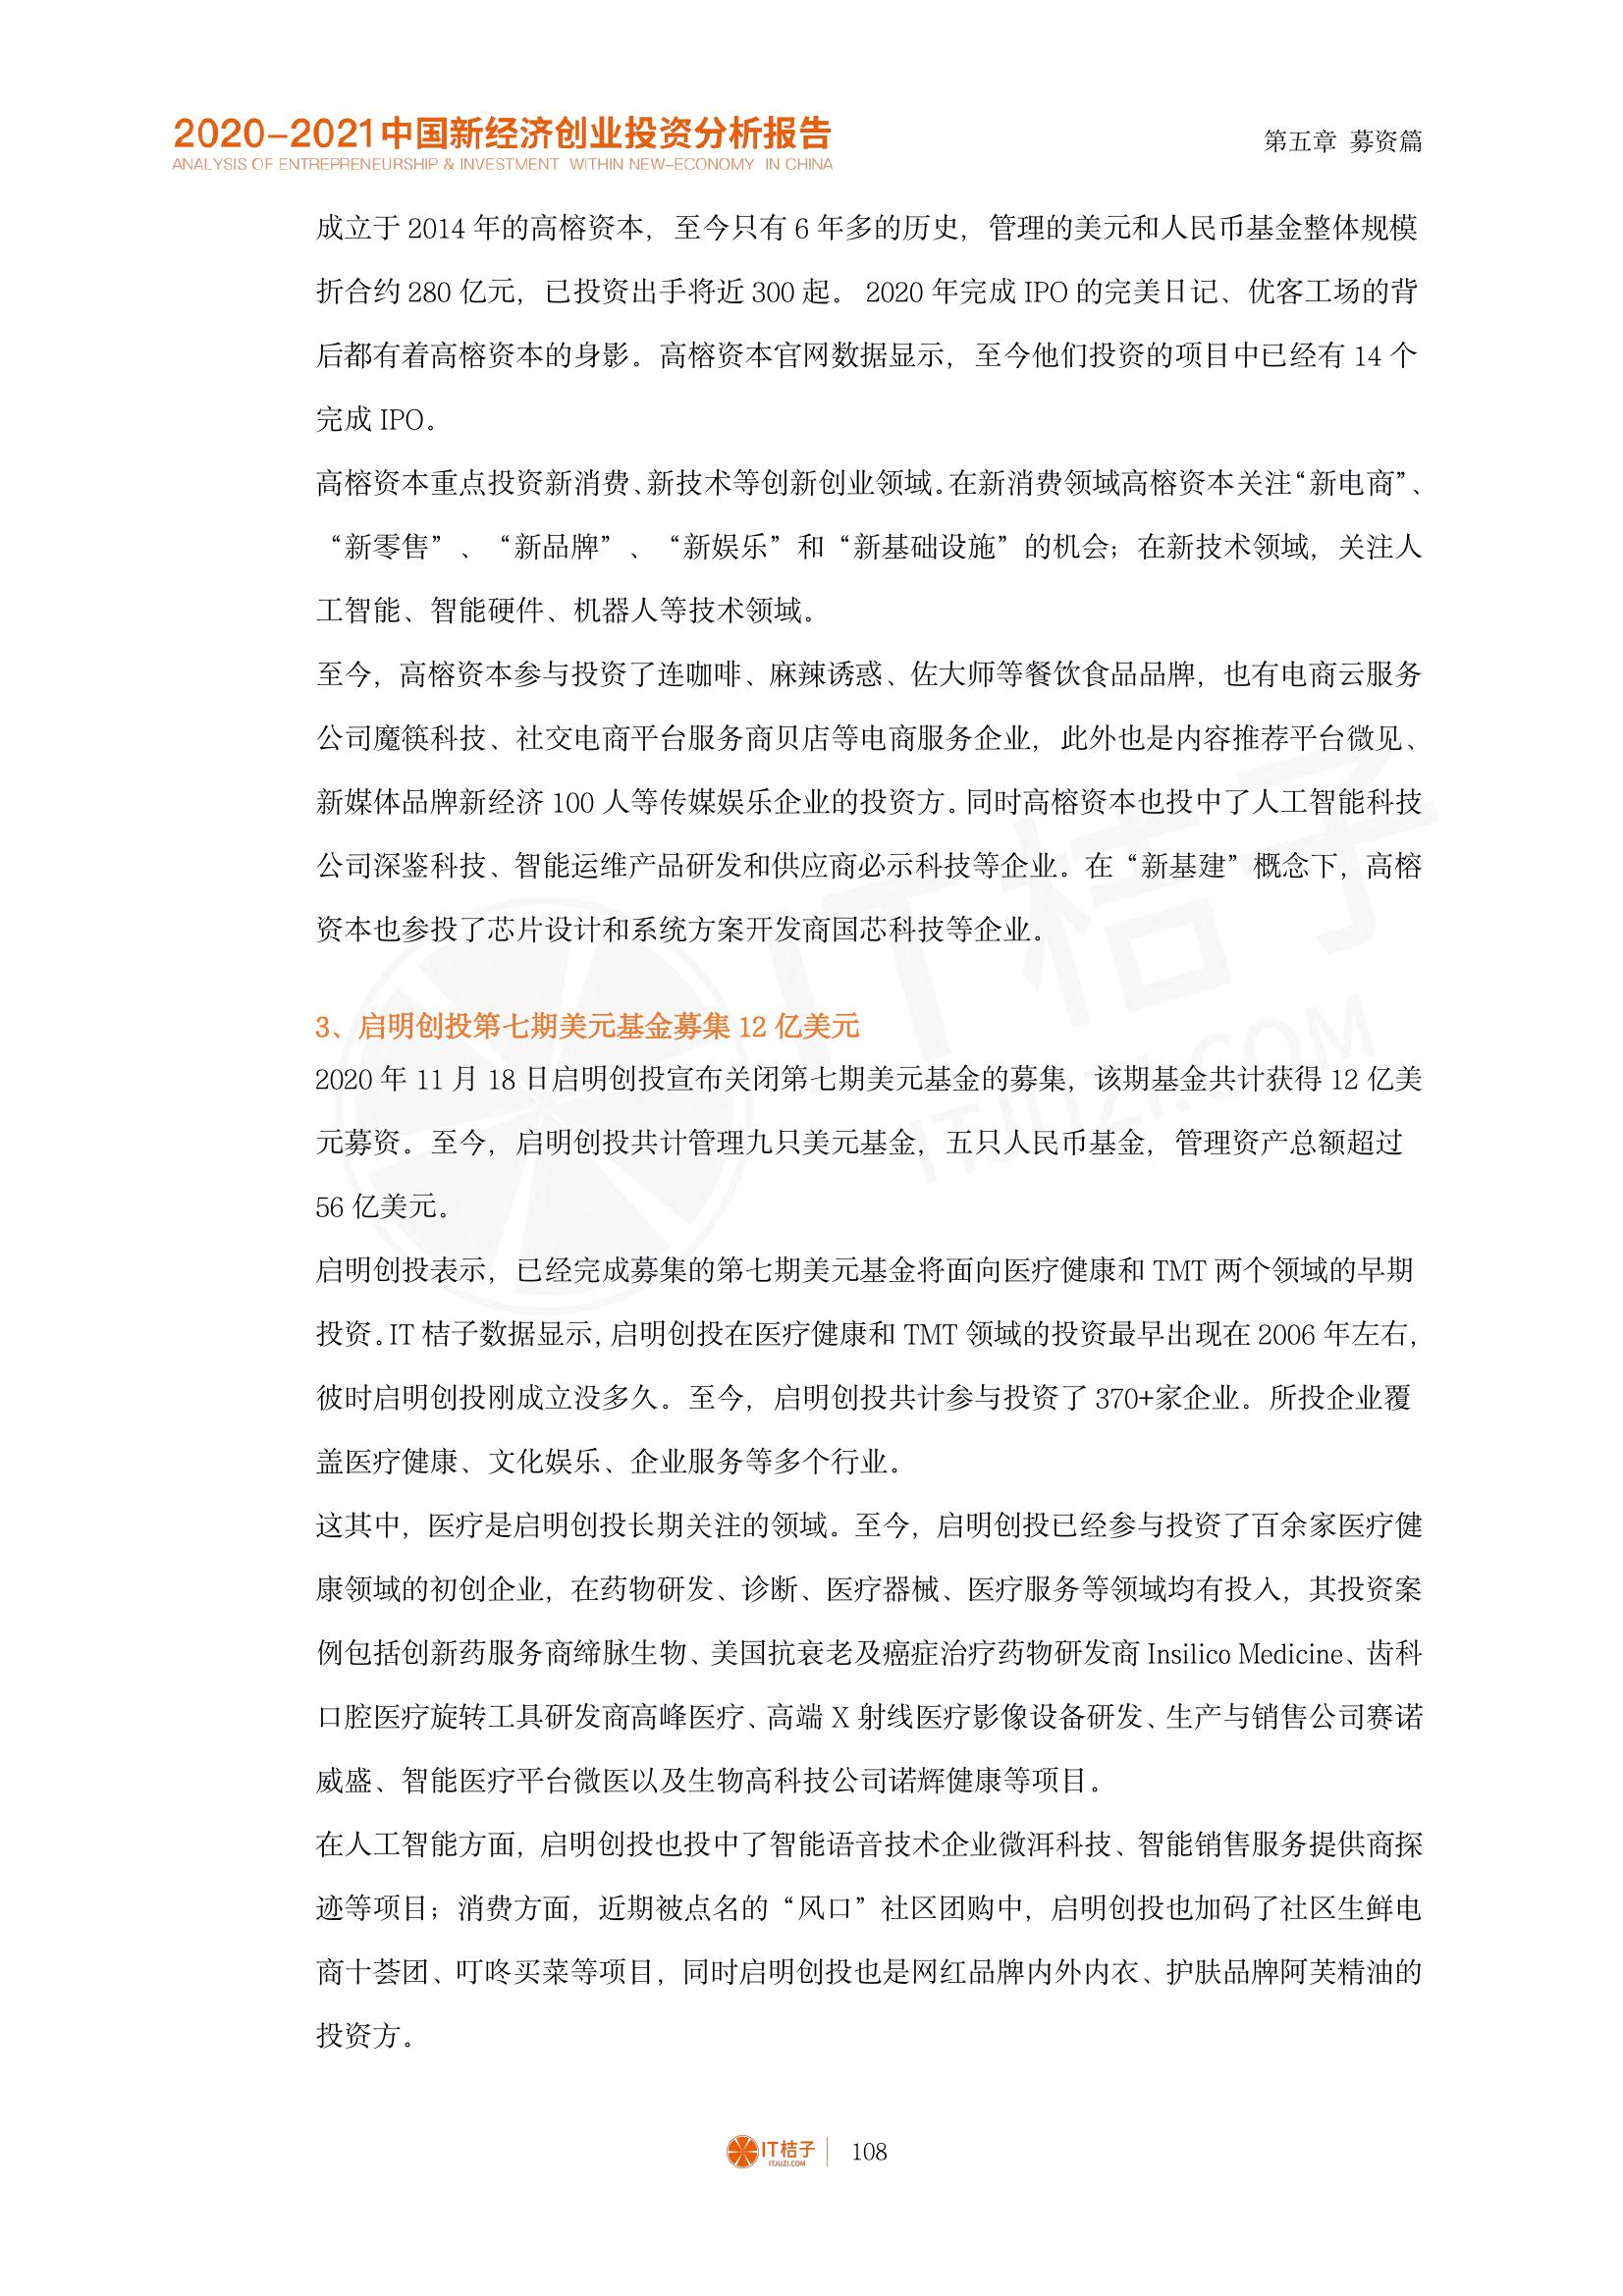 2020-2021中国新经济创业投资分析报告
ANALYSIS OF ENTREPRENEURSHIP & INVESTMENT WITHIN NEW-ECONOMY IN CHINA
第五章 募资篇
成立于 2014 年的高榕资本，至今只有 6 年多的历史，管理的美元和人民币基金整体规模
折合约 280 亿元，已投资出手将近 300 起。 2020 年完成 IPO 的完美日记、优客工场的背
后都有着高榕资本的身影。高榕资本官网数据显示，至今他们投资的项目中已经有 14 个
完成 IPO。
高榕资本重点投资新消费、新技术等创新创业领域。在新消费领域高榕资本关注“新电商”、
“新零售”、“新品牌”、“新娱乐”和“新基础设施”的机会；在新技术领域，关注人
工智能、智能硬件、机器人等技术领域。
至今，高榕资本参与投资了连咖啡、麻辣诱惑、佐大师等餐饮食品品牌，也有电商云服务
公司魔筷科技、社交电商平台服务商贝店等电商服务企业，此外也是内容推荐平台微见、
新媒体品牌新经济 100 人等传媒娱乐企业的投资方。同时高榕资本也投中了人工智能科技
公司深鉴科技、智能运维产品研发和供应商必示科技等企业。在“新基建”概念下，高榕
资本也参投了芯片设计和系统方案开发商国芯科技等企业。
3、启明创投第七期美元基金募集 12 亿美元
2020 年 11 月 18 日启明创投宣布关闭第七期美元基金的募集，该期基金共计获得 12 亿美
元募资。至今，启明创投共计管理九只美元基金，五只人民币基金，管理资产总额超过
56 亿美元。
启明创投表示，已经完成募集的第七期美元基金将面向医疗健康和 TMT 两个领域的早期
投资。IT 桔子数据显示，启明创投在医疗健康和 TMT 领域的投资最早出现在 2006 年左右，
彼时启明创投刚成立没多久。至今，启明创投共计参与投资了 370+家企业。所投企业覆
盖医疗健康、文化娱乐、企业服务等多个行业。
这其中，医疗是启明创投长期关注的领域。至今，启明创投已经参与投资了百余家医疗健
康领域的初创企业，在药物研发、诊断、医疗器械、医疗服务等领域均有投入，其投资案
例包括创新药服务商缔脉生物、美国抗衰老及癌症治疗药物研发商 Insilico Medicine、齿科
口腔医疗旋转工具研发商高峰医疗、高端 X 射线医疗影像设备研发、生产与销售公司赛诺
威盛、智能医疗平台微医以及生物高科技公司诺辉健康等项目。
在人工智能方面，启明创投也投中了智能语音技术企业微洱科技、智能销售服务提供商探
迹等项目；消费方面，近期被点名的“风口”社区团购中，启明创投也加码了社区生鲜电
商十荟团、叮咚买菜等项目，同时启明创投也是网红品牌内外内衣、护肤品牌阿芙精油的
投资方。
IT桔子
ITJUZI.COM
IT桔子
ITJUZI.COM
108